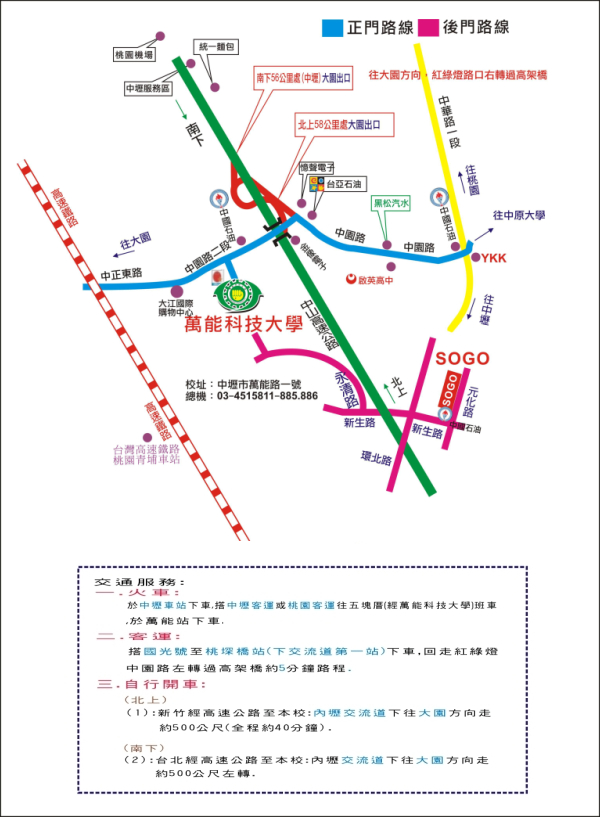 正門路線 後門路線
往大園方向，紅綠燈路口右轉過高架橋
桃園機場
統一麵包
中壢服務區
南下56公里處(中壢)大園出口
北上58公里處大園出口
南下
中華路一段
往桃園
憶聲電子
台亞石油
黑松汽水
中國石油
中國石油
往中原大學
高速鐵路
往大園
中正東路
中園路二段
中園路
中園路
YKK
啟英高中
大江國際
購物中心
萬能科技大學
中山高速公路
往中壢
SOGO
SOGO
元化路
校址：中壢市萬能路一號
總機：03-4515811-885.886
永清路
北上
新生路
新生路
中國石油
環北路
高速鐵路
台灣高速鐵路
桃園青埔車站
交通服務:
一.火車:
於中壢車站下車,搭中壢客運或桃園客運往五塊厝(經萬能科技大學)班車
,於萬能站下車.
二.客運:
搭國光號至桃埰橋站(下交流道第一站)下車,回走紅綠燈
中園路左轉過高架橋約5分鐘路程.
三.自行開車:
(北上)
(1):新竹經高速公路至本校:內壢交流道下往大園方向走
約500公尺(全程約40分鐘).
(南下)
(2):台北經高速公路至本校:內壢交流道下往大園方向走
約500公尺左轉.